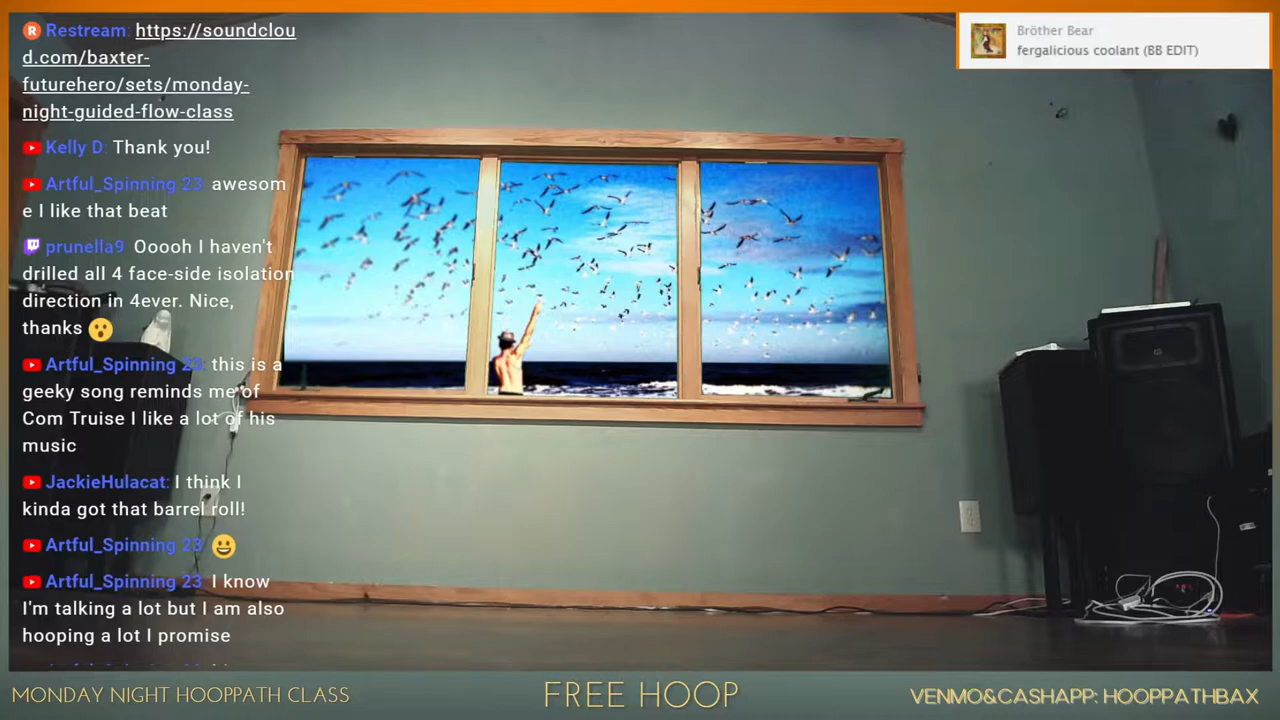 Restream: https://soundclou
d.com/baxter-
futurehero/sets/monday-
night-guided-flow-class
Kelly D: Thank you!
Artful_Spinning 23: awesom
e I like that beat
prunella9: Ooooh I haven't
drilled all 4 face-side isolation
direction in 4ever. Nice,
thanks 😮
Artful_Spinning 23: this is a
geeky song reminds me of
Com Truise I like a lot of his
music
JackieHulacat: I think I
kinda got that barrel roll!
Artful_Spinning 23: 😀
Artful_Spinning 23: I know
I'm talking a lot but I am also
hooping a lot I promise
Bröther Bear
fergalicious coolant (BB EDIT)
MONDAY NIGHT HOOPPATH CLASS
FREE HOOP
VENMO&CASHAPP: HOOPPATHBAX